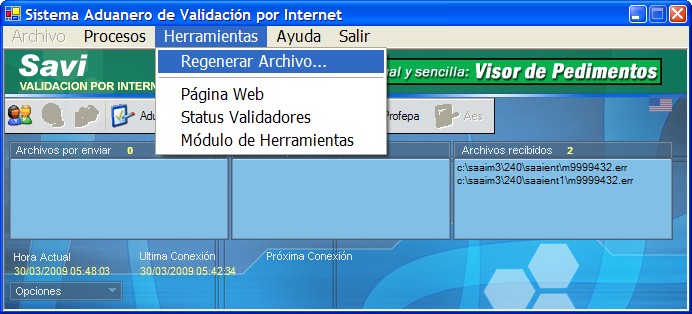 Sistema Aduanero de Validación por Internet
Archivo Procesos Herramientas Ayuda Salir
Regenerar Archivo...
Página Web
Status Validadores
Módulo de Herramientas
Savi
VALIDACION POR INTER
y sencilla: Visor de Pedimentos
Profepa Aes
Archivos por enviar 0
Archivos recibidos 2
c:\saaim3\240\saaient\m9999432.err
c:\saaim3\240\saaient1\m9999432.err
Hora Actual Ultima Conexión Próxima Conexión
30/03/2009 05:48:03 30/03/2009 05:42:34
Opciones